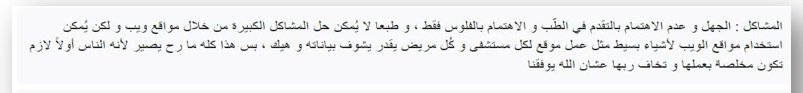 المشاكل : الجهل و عدم الاهتمام بالتقدم في الطّب و الاهتمام بالفلوس فقط ، و طبعا لا يُمكن حل المشاكل الكبيرة من خلال مواقع ويب و لكن يُمكن
استخدام مواقع الويب لأشياء بسيط مثل عمل موقع لكل مستشفى و كُل مريض يقدر يشوف بياناته و هيك ، بس هذا كله ما رح يصير لأنه الناس أولاً لازم
تكون مخلصة بعملها و تخاف ربها عشان الله يوفقنا